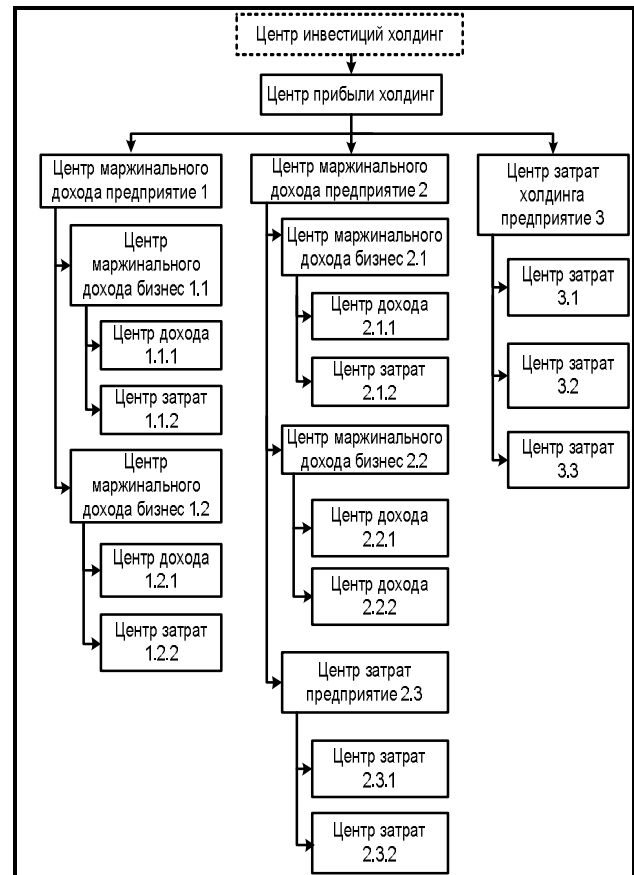 Центр инвестиций холдинг
Центр прибыли холдинг
Центр маржинального
дохода предприятие 1
Центр
маржинального
дохода бизнес 1.1
Центр дохода
1.1.1
Центр затрат
1.1.2
Центр
маржинального
дохода бизнес 1.2
Центр дохода
1.2.1
Центр затрат
1.2.2
Центр маржинального
дохода предприятие 2
Центр маржинального
дохода бизнес 2.1
Центр дохода
2.1.1
Центр затрат
2.1.2
Центр маржинального
дохода бизнес 2.2
Центр дохода
2.2.1
Центр дохода
2.2.2
Центр затрат
предприятие 2.3
Центр затрат
2.3.1
Центр затрат
2.3.2
Центр затрат
холдинга
предприятие 3
Центр затрат
3.1
Центр затрат
3.2
Центр затрат
3.3